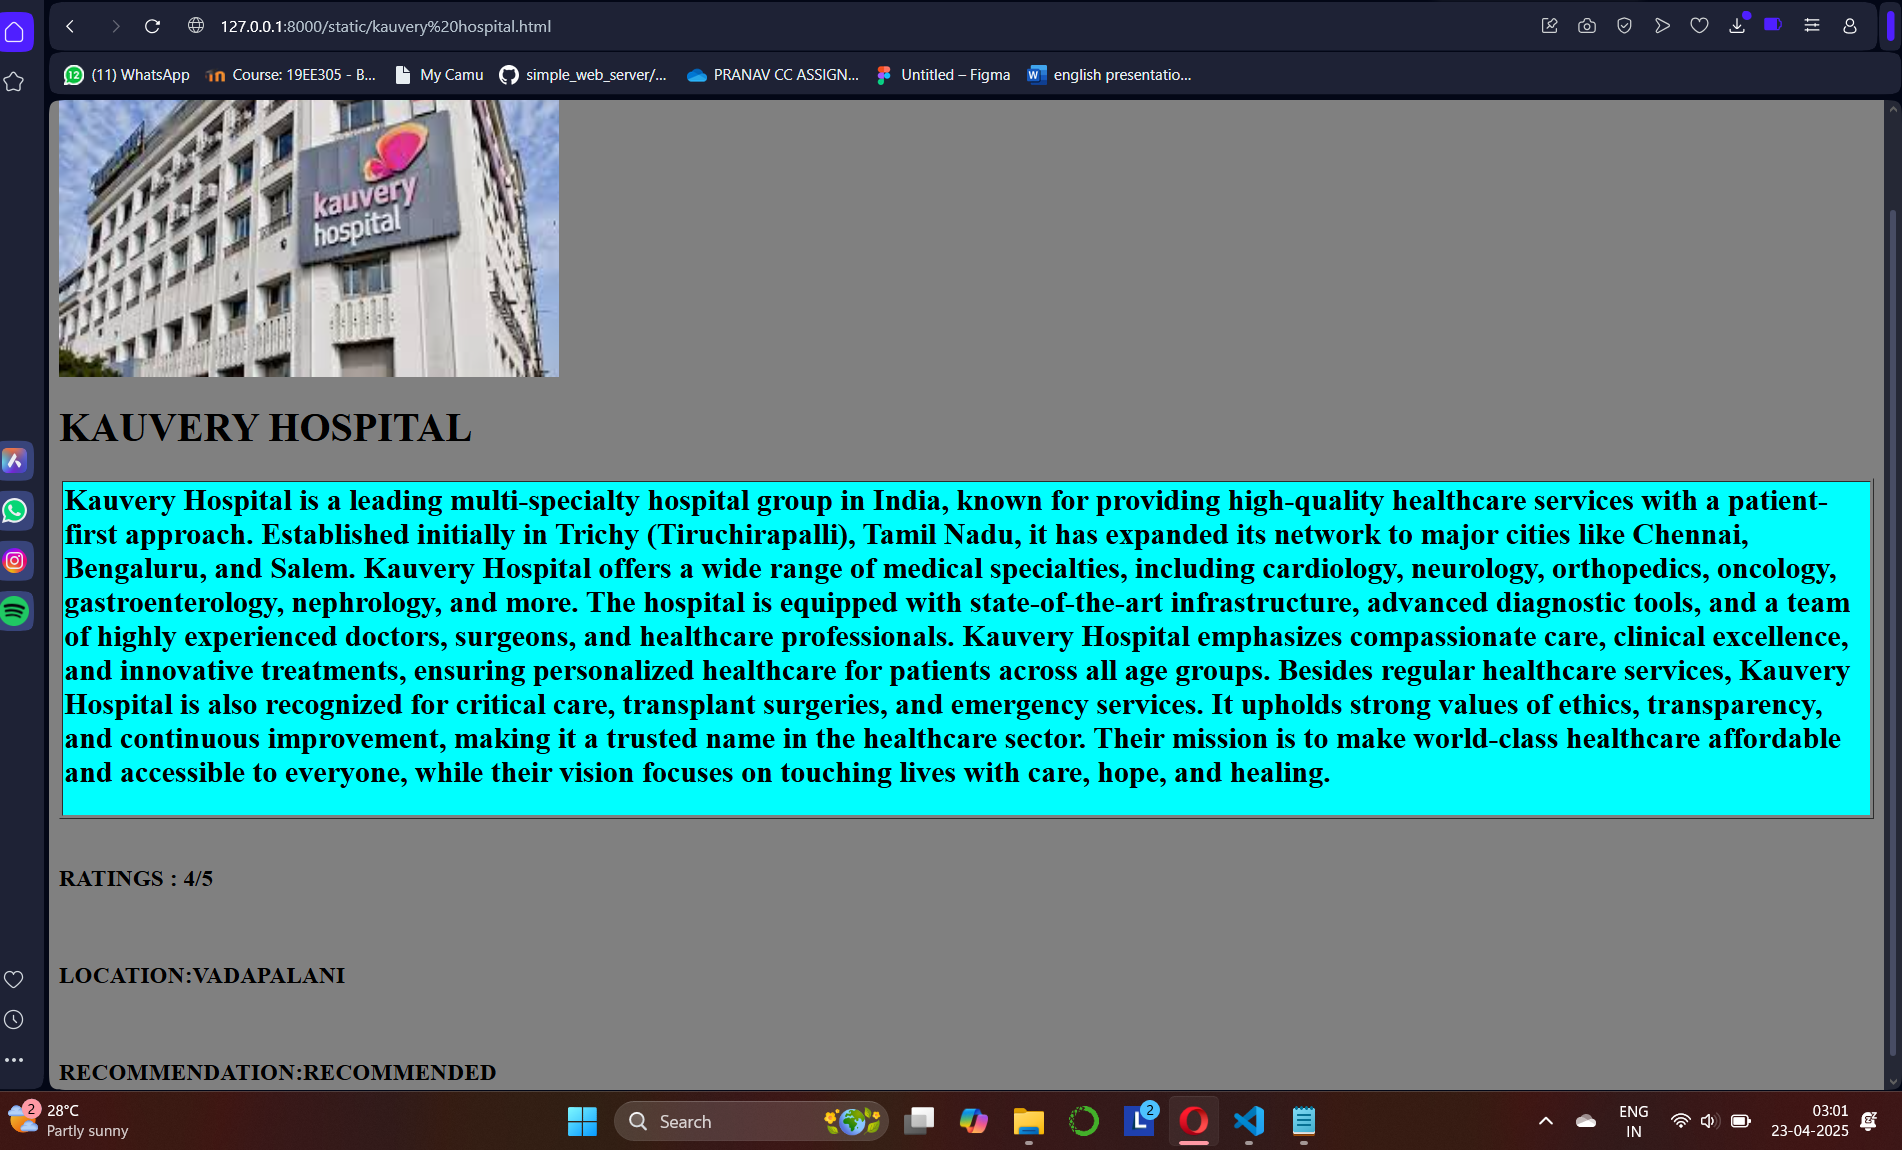 127.0.0.1:8000/static/kauvery%20hospital.html
12 (11) WhatsApp
Course: 19EE305 - B...
My Camu
simple_web_server/...
PRANAV CC ASSIGN...
Untitled – Figma
W english presentatio...
kauvery
hospital
KAUVERY HOSPITAL
Kauvery Hospital is a leading multi-specialty hospital group in India, known for providing high-quality healthcare services with a patient-
first approach. Established initially in Trichy (Tiruchirapalli), Tamil Nadu, it has expanded its network to major cities like Chennai,
Bengaluru, and Salem. Kauvery Hospital offers a wide range of medical specialties, including cardiology, neurology, orthopedics, oncology,
gastroenterology, nephrology, and more. The hospital is equipped with state-of-the-art infrastructure, advanced diagnostic tools, and a team
of highly experienced doctors, surgeons, and healthcare professionals. Kauvery Hospital emphasizes compassionate care, clinical excellence,
and innovative treatments, ensuring personalized healthcare for patients across all age groups. Besides regular healthcare services, Kauvery
Hospital is also recognized for critical care, transplant surgeries, and emergency services. It upholds strong values of ethics, transparency,
and continuous improvement, making it a trusted name in the healthcare sector. Their mission is to make world-class healthcare affordable
and accessible to everyone, while their vision focuses on touching lives with care, hope, and healing.
RATINGS : 4/5
LOCATION:VADAPALANI
RECOMMENDATION:RECOMMENDED
2
28°C
Partly sunny
Search
L 2
ENG
IN
03:01
23-04-2025